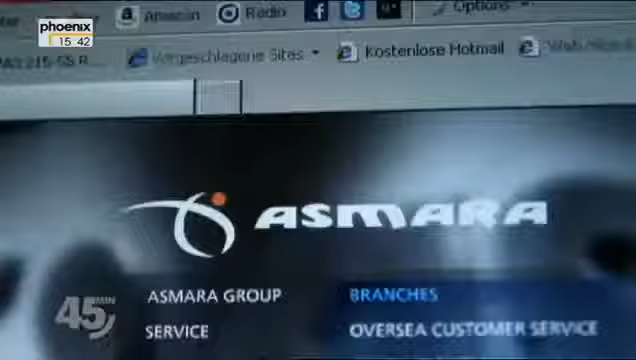 Amazon Radio Options
phoenix
15 42
Vorgeschlagene Sites Kostenlose Hotmail
ASMARA
ASMARA GROUP BRANCHES
45 MIN
SERVICE OVERSEA CUSTOMER SERVICE